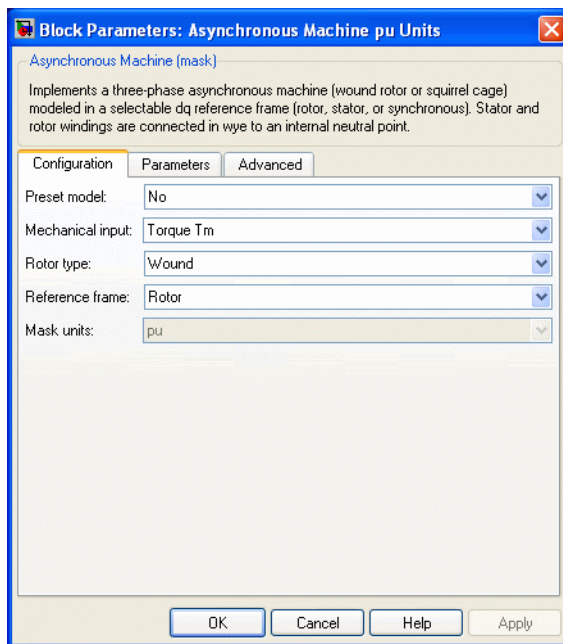 Block Parameters: Asynchronous Machine pu Units
Asynchronous Machine (mask)
Implements a three-phase asynchronous machine (wound rotor or squirrel cage)
modeled in a selectable dq reference frame (rotor, stator, or synchronous). Stator and
rotor windings are connected in wye to an internal neutral point.
Configuration Parameters Advanced
Preset model: No
Mechanical input: Torque Tm
Rotor type: Wound
Reference frame: Rotor
Mask units: pu
OK Cancel Help Apply